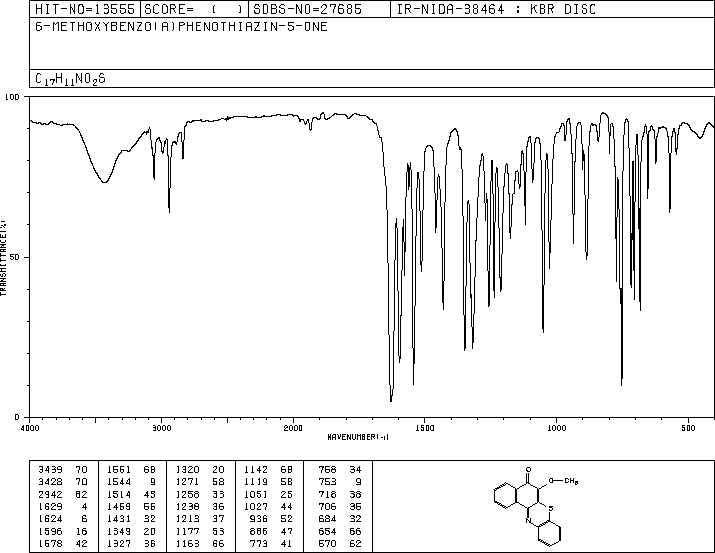 HIT-NO=13555 SCORE= ( ) SDBS-NO=27685 IR-NIDA-38464 : KBR DISC
6-METHOXYBENZO(A)PHENOTHIAZIN-5-ONE
C17H11NO2S
100
50
0
TRANSMITTANCE(%)
4000 3000 2000 1500 1000 500
WAVENUMBER(-1)
3439 70 1561 68 1320 20 1142 68 758 34
3428 70 1544 9 1271 58 1119 58 753 9
2942 62 1514 43 1258 33 1051 25 718 38
1629 4 1459 56 1238 36 1027 44 706 35
1624 6 1431 32 1213 37 936 52 684 32
1596 16 1349 20 1177 53 886 47 654 66
1578 42 1327 36 1163 66 773 41 570 62
O
O—CH3
S
N